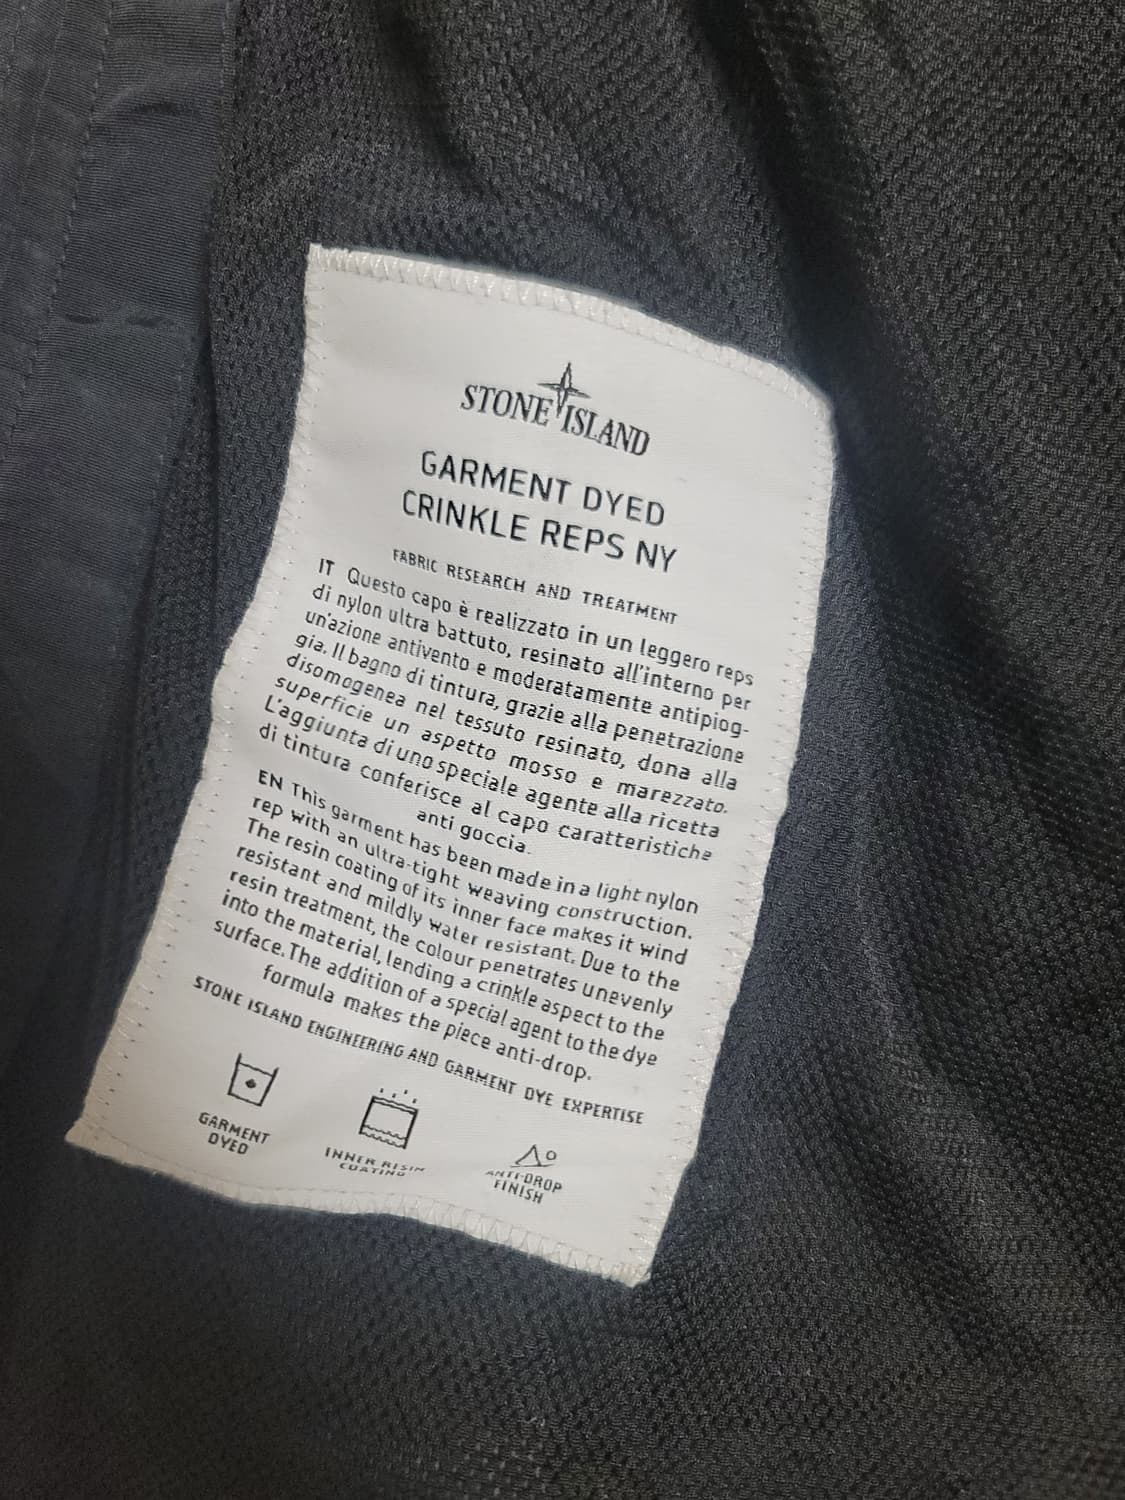 STONE ISLAND
GARMENT DYED
CRINKLE REPS NY
FABRIC RESEARCH AND TREATMENT
IT Questo capo è realizzato in un leggero reps
di nylon ultra battuto, resinato all'interno per
un'azione antivento e moderatamente antipiog-
gia. Il bagno di tintura, grazie alla penetrazione
disomogenea nel tessuto resinato, dona alla
superficie un aspetto mosso e marezzato.
L'aggiunta di uno speciale agente alla ricetta
di tintura conferisce al capo caratteristiche
anti goccia.
EN This garment has been made in a light nylon
rep with an ultra-tight weaving construction.
The resin coating of its inner face makes it wind
resistant and mildly water resistant. Due to the
resin treatment, the colour penetrates unevenly
into the material, lending a crinkle aspect to the
surface. The addition of a special agent to the dye
formula makes the piece anti-drop.
STONE ISLAND ENGINEERING AND GARMENT DYE EXPERTISE
GARMENT
DYED
INNER RESIN
COATING
ANTI-DROP
FINISH